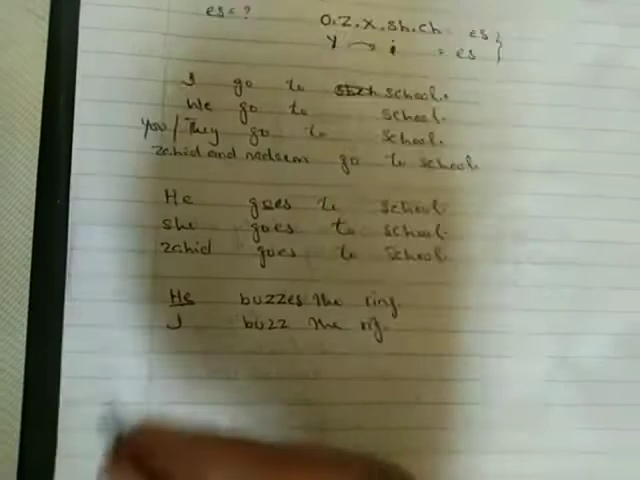 es = ?
O. Z. X. Sh. Ch = es
Y → i = es
I go to school.
We go to school.
You / They go to school.
Zahid and nadeem go to school.
He goes to school.
She goes to school.
Zahid goes to school.
He buzzes the ring.
I buzz the